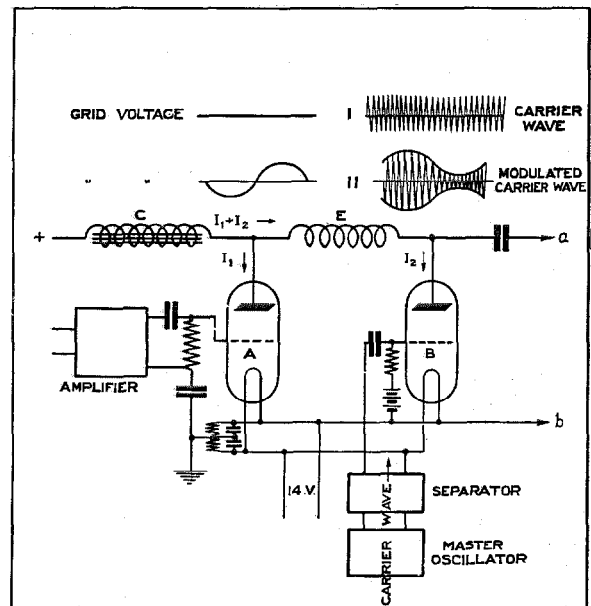 GRID VOLTAGE I CARRIER WAVE
" " II MODULATED CARRIER WAVE
C I₁+I₂ E
+ a
I₁ I₂
A B
AMPLIFIER
b
14 V.
CARRIER WAVE
SEPARATOR
MASTER OSCILLATOR